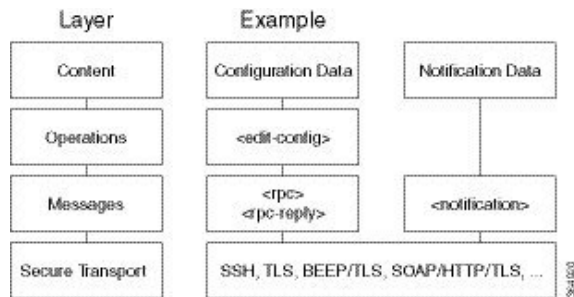 Layer Example
Content Configuration Data Notification Data
Operations <edit-config>
Messages <rpc> <notification>
<rpc-reply>
Secure Transport SSH, TLS, BEEP/TLS, SOAP/HTTP/TLS, ...